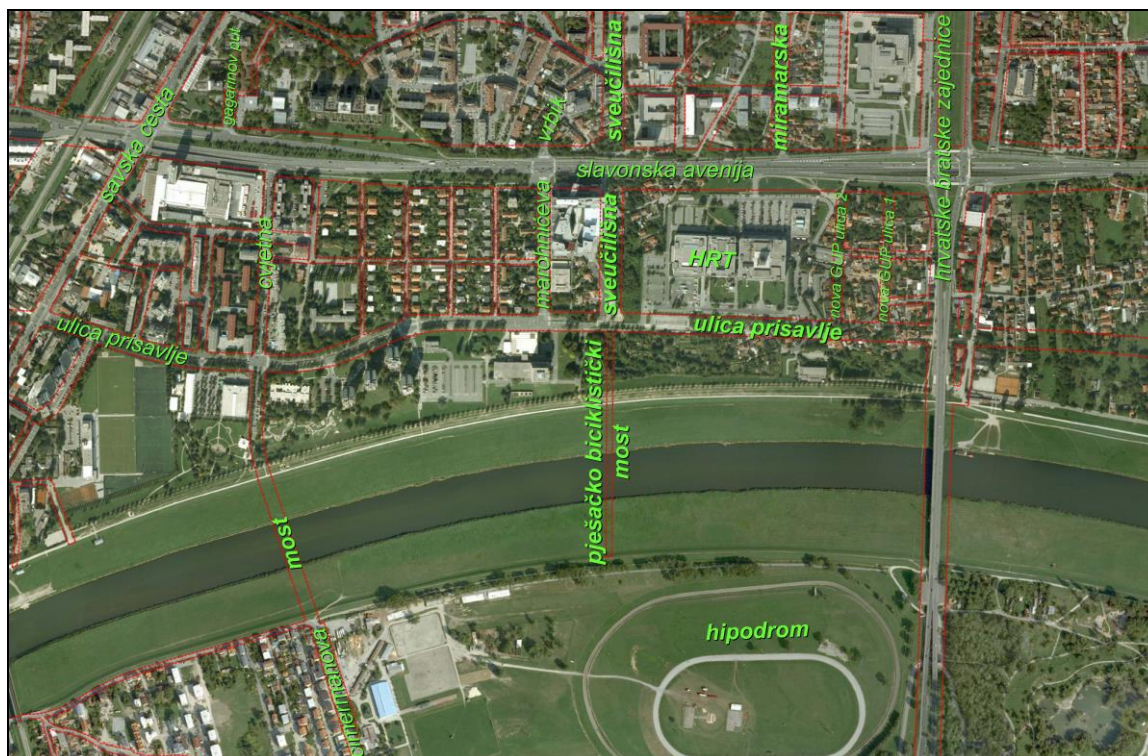 savska cesta
gagarinov put
vrbik
sveučilišna
miramarska
hrvatske bratske zajednice
slavonska avenija
cvjetna
marohnićeva
sveučilišna
HRT
nova GUP ulica 2
nova GUP ulica 1
ulica prisavlje
ulica prisavlje
pješačko biciklistički
most
most
hipodrom